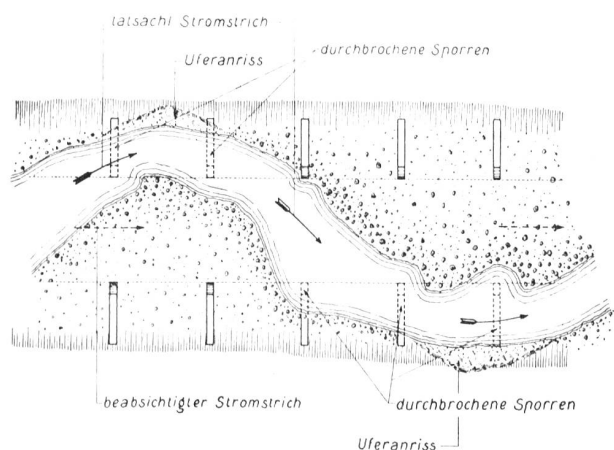 tatsächl Stromstrich
durchbrochene Sporren
Uferanriss
beabsichtigter Stromstrich
durchbrochene Sporren
Uferanriss